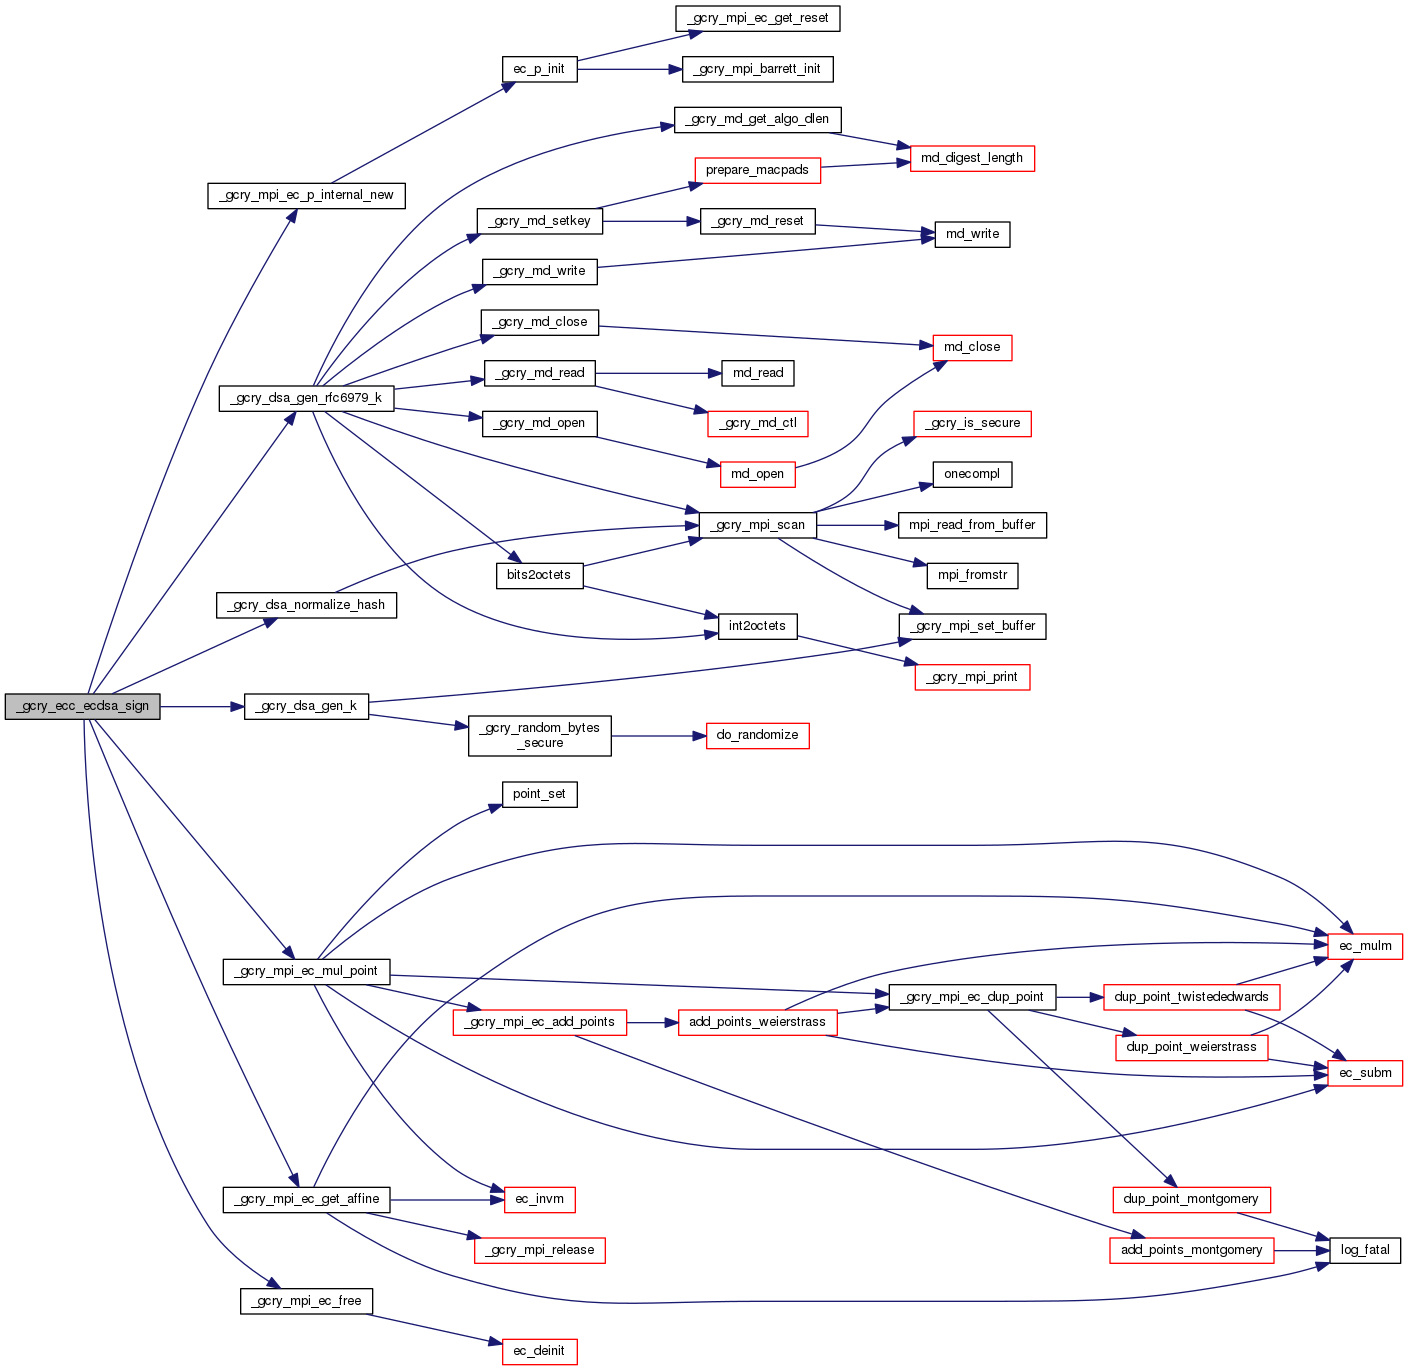 _gcry_mpi_ec_get_reset
ec_p_init
_gcry_mpi_barrett_init
_gcry_md_get_algo_dlen
md_digest_length
prepare_macpads
_gcry_mpi_ec_p_internal_new
_gcry_md_setkey
_gcry_md_reset
md_write
_gcry_md_write
_gcry_md_close
md_close
_gcry_md_read
md_read
_gcry_dsa_gen_rfc6979_k
_gcry_md_open
_gcry_md_ctl
_gcry_is_secure
md_open
onecompl
_gcry_mpi_scan
mpi_read_from_buffer
bits2octets
mpi_fromstr
_gcry_dsa_normalize_hash
int2octets
_gcry_mpi_set_buffer
_gcry_mpi_print
_gcry_ecc_ecdsa_sign
_gcry_dsa_gen_k
_gcry_random_bytes
_secure
do_randomize
point_set
ec_mulm
_gcry_mpi_ec_mul_point
_gcry_mpi_ec_dup_point
dup_point_twistededwards
_gcry_mpi_ec_add_points
add_points_weierstrass
dup_point_weierstrass
ec_subm
_gcry_mpi_ec_get_affine
ec_invm
dup_point_montgomery
_gcry_mpi_release
add_points_montgomery
log_fatal
_gcry_mpi_ec_free
ec_deinit